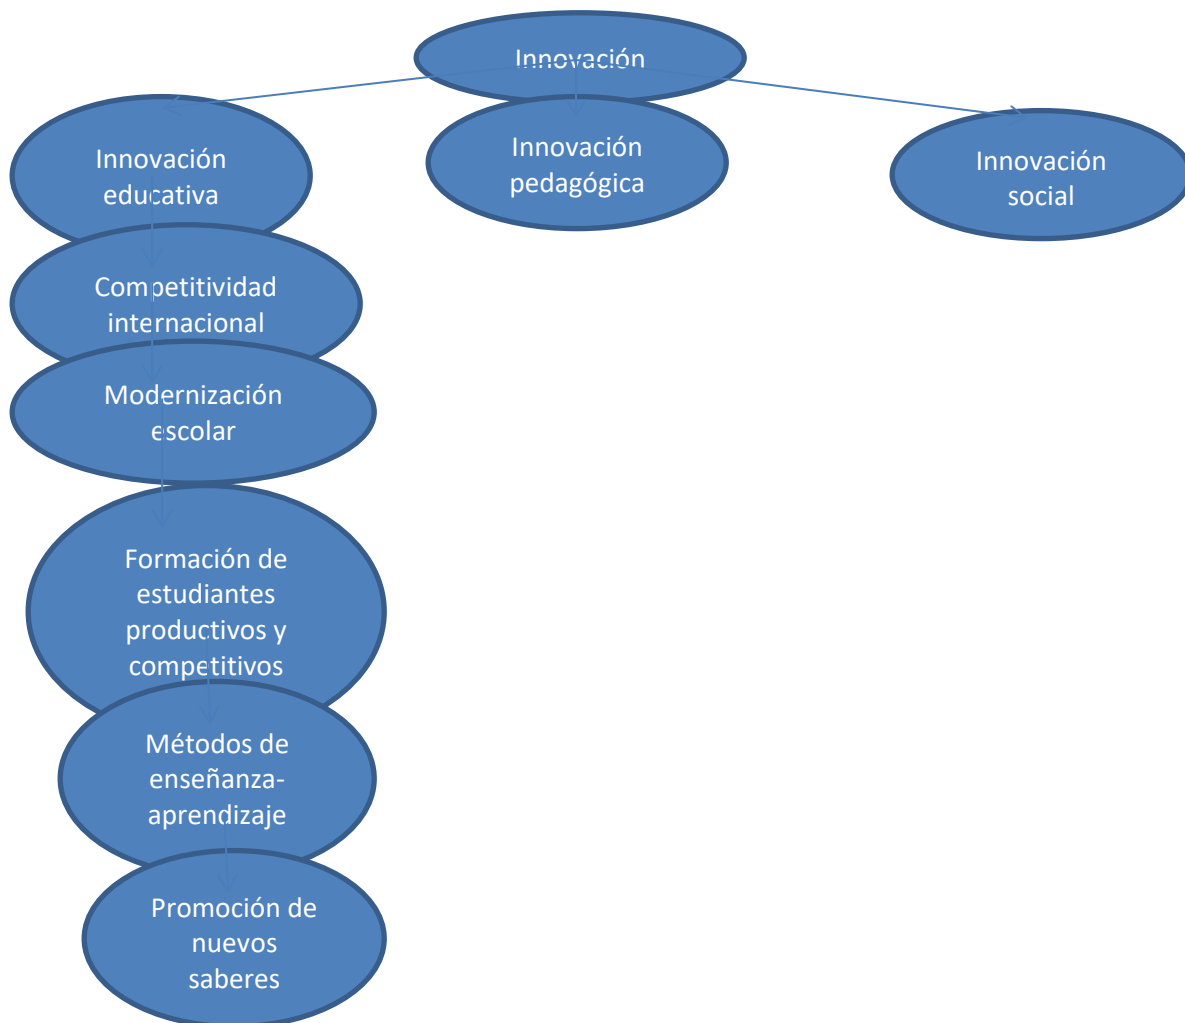 Innovación
Innovación
educativa
Innovación
pedagógica
Innovación
social
Competitividad
internacional
Modernización
escolar
Formación de
estudiantes
productivos y
competitivos
Métodos de
enseñanza-
aprendizaje
Promoción de
nuevos
saberes